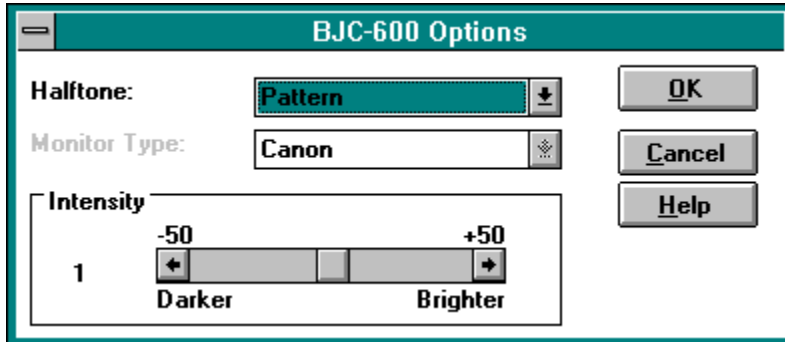 BJC-600 Options
Halftone: Pattern
OK
Monitor Type: Canon
Cancel
Help
Intensity
-50 +50
1
Darker Brighter